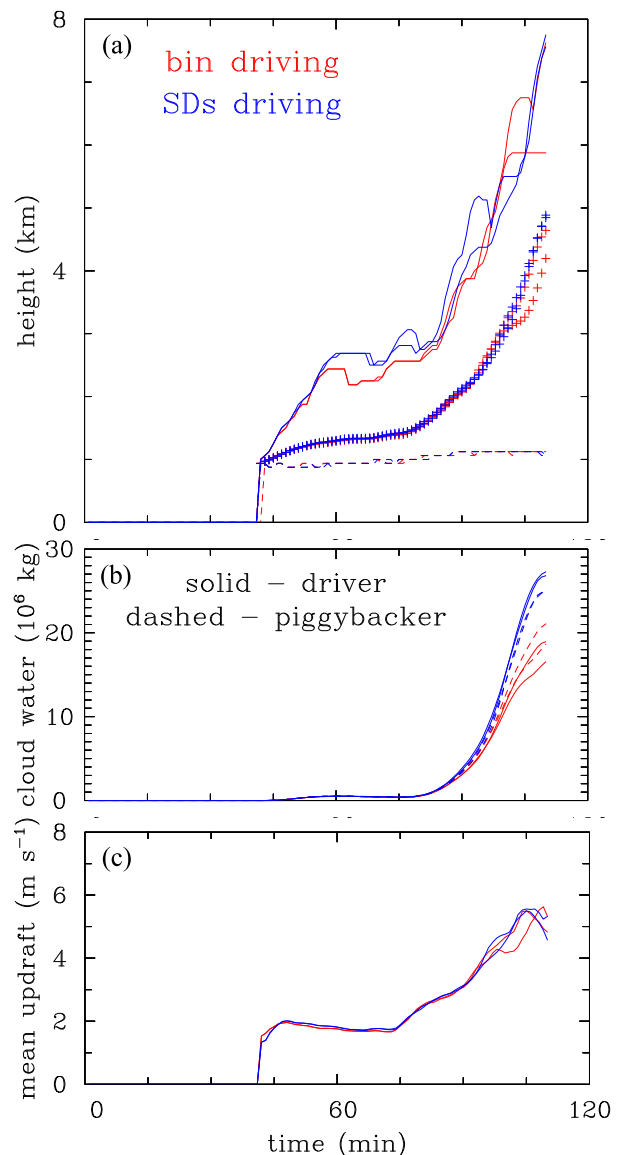 (a)
bin driving
SDs driving
8
4
0
height (km)
(b)
solid – driver
dashed – piggybacker
30
20
10
0
cloud water (10⁶ kg)
(c)
8
6
4
2
0
mean updraft (m s⁻¹)
0 60 120
time (min)